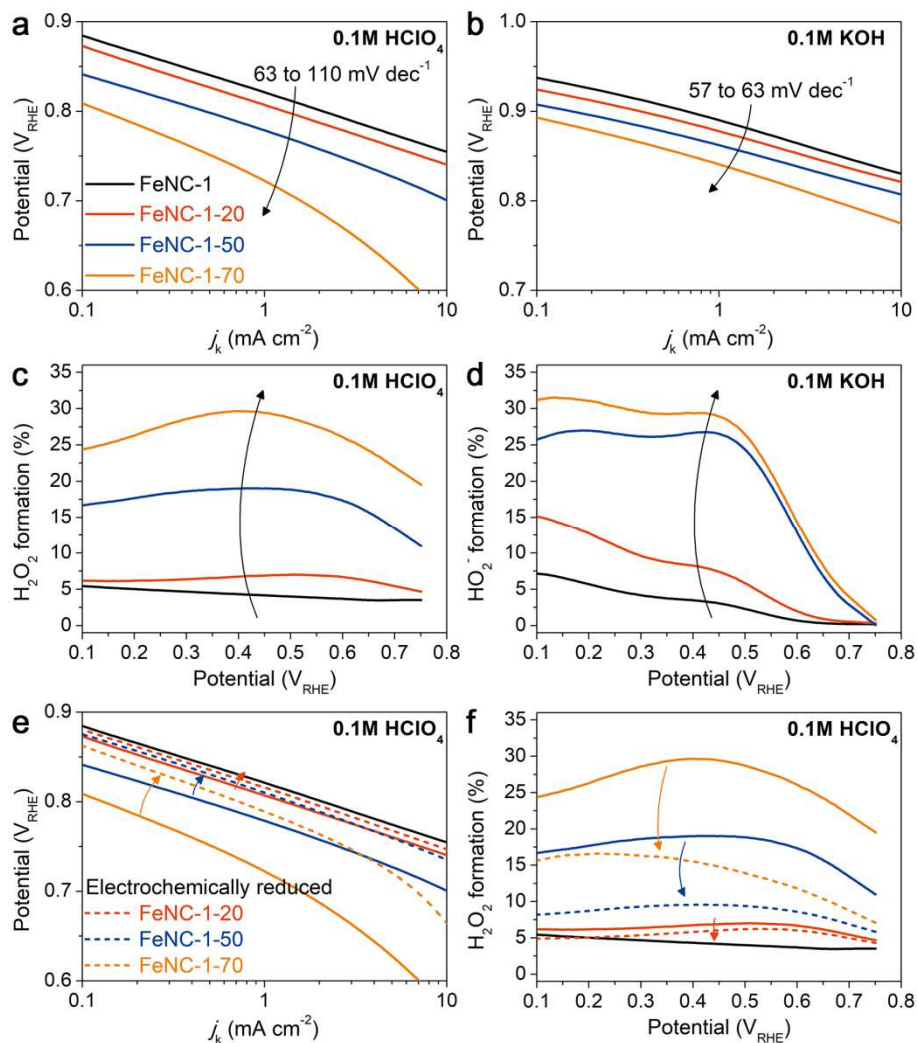 a
0.1M HClO₄
63 to 110 mV dec⁻¹
FeNC-1
FeNC-1-20
FeNC-1-50
FeNC-1-70
0.9
0.8
0.7
0.6
Potential (V_RHE)
0.1
1
10
j_k (mA cm⁻²)
b
0.1M KOH
57 to 63 mV dec⁻¹
1.0
0.9
0.8
0.7
Potential (V_RHE)
0.1
1
10
j_k (mA cm⁻²)
c
0.1M HClO₄
35
30
25
20
15
10
5
0
H₂O₂ formation (%)
0.1 0.2 0.3 0.4 0.5 0.6 0.7 0.8
Potential (V_RHE)
d
0.1M KOH
35
30
25
20
15
10
5
0
HO₂⁻ formation (%)
0.1 0.2 0.3 0.4 0.5 0.6 0.7 0.8
Potential (V_RHE)
e
0.1M HClO₄
0.9
0.8
0.7
0.6
Potential (V_RHE)
Electrochemically reduced
FeNC-1-20
FeNC-1-50
FeNC-1-70
0.1
1
10
j_k (mA cm⁻²)
f
0.1M HClO₄
35
30
25
20
15
10
5
0
H₂O₂ formation (%)
0.1 0.2 0.3 0.4 0.5 0.6 0.7 0.8
Potential (V_RHE)